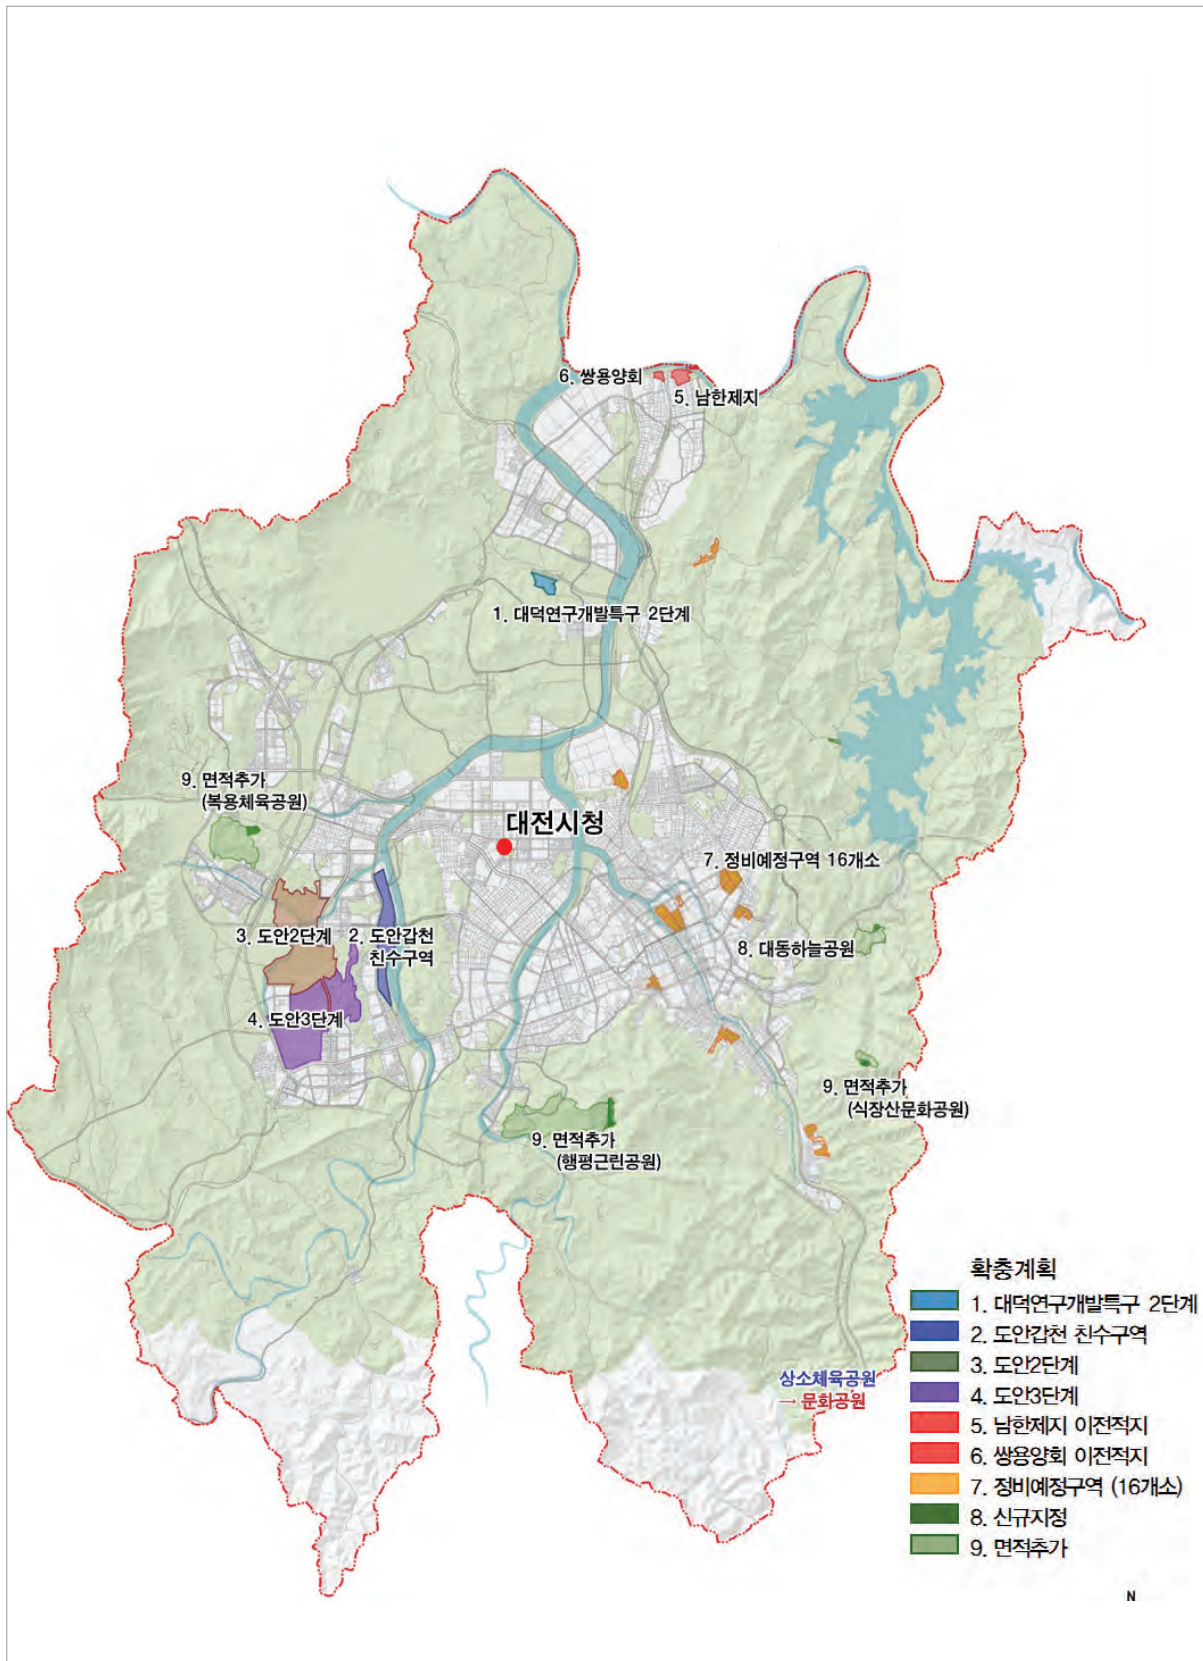 6. 쌍용양회
5. 남한제지
1. 대덕연구개발특구 2단계
9. 면적추가
(복용체육공원)
대전시청
7. 정비예정구역 16개소
3. 도안2단계
2. 도안갑천
친수구역
8. 대동하늘공원
4. 도안3단계
9. 면적추가
(식장산문화공원)
9. 면적추가
(행평근린공원)
상소체육공원
→ 문화공원
확충계획
1. 대덕연구개발특구 2단계
2. 도안갑천 친수구역
3. 도안2단계
4. 도안3단계
5. 남한제지 이전적지
6. 쌍용양회 이전적지
7. 정비예정구역 (16개소)
8. 신규지정
9. 면적추가
N